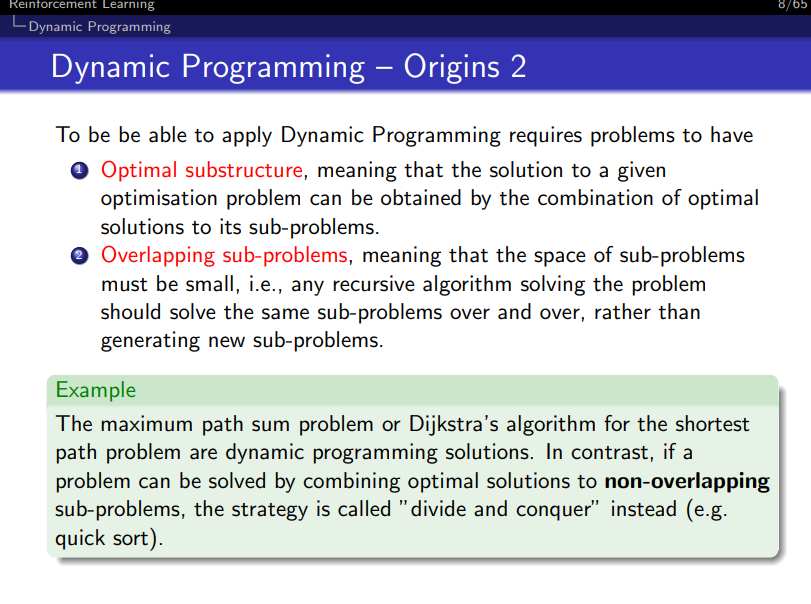 Reinforcement Learning 8/65
Dynamic Programming
Dynamic Programming – Origins 2
To be be able to apply Dynamic Programming requires problems to have
1 Optimal substructure, meaning that the solution to a given
optimisation problem can be obtained by the combination of optimal
solutions to its sub-problems.
2 Overlapping sub-problems, meaning that the space of sub-problems
must be small, i.e., any recursive algorithm solving the problem
should solve the same sub-problems over and over, rather than
generating new sub-problems.
Example
The maximum path sum problem or Dijkstra's algorithm for the shortest
path problem are dynamic programming solutions. In contrast, if a
problem can be solved by combining optimal solutions to non-overlapping
sub-problems, the strategy is called "divide and conquer" instead (e.g.
quick sort).